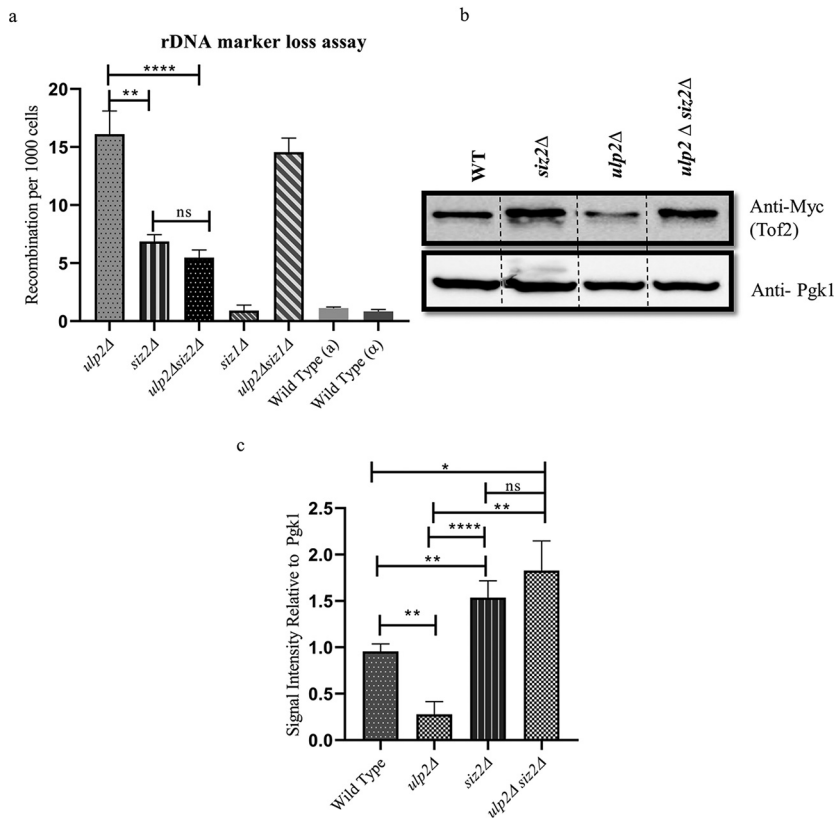 a
rDNA marker loss assay
Recombination per 1000 cells
20
15
10
5
0
****
**
ns
ulp2Δ
siz2Δ
ulp2Δsiz2Δ
siz1Δ
ulp2Δsiz1Δ
Wild Type (a)
Wild Type (α)
b
WT
siz2Δ
ulp2Δ
ulp2 Δ siz2Δ
Anti-Myc
(Tof2)
Anti- Pgk1
c
Signal Intensity Relative to Pgk1
2.5
2.0
1.5
1.0
0.5
0.0
*
ns
**
****
**
**
Wild Type
ulp2Δ
siz2Δ
ulp2Δ siz2Δ